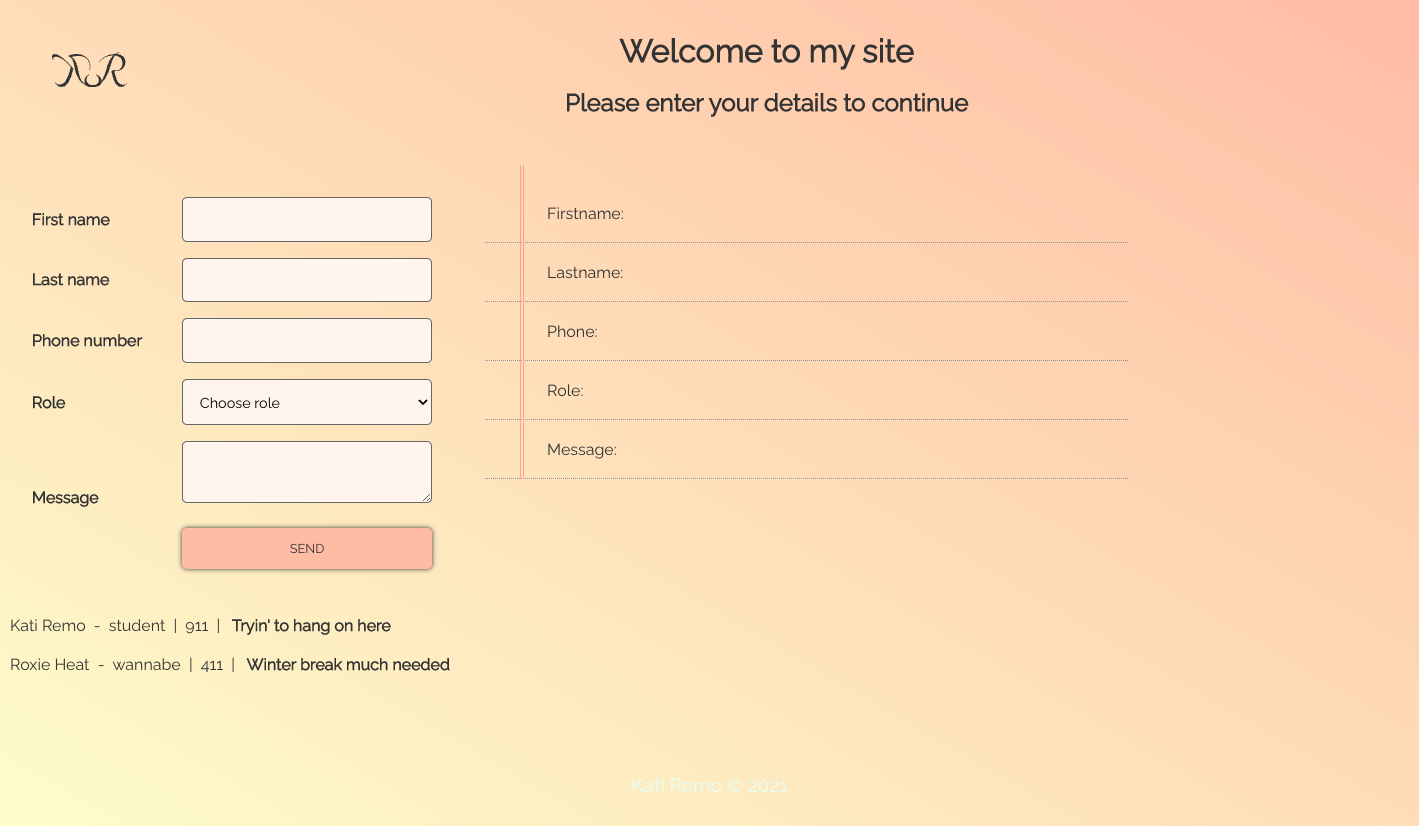 KR
Welcome to my site
Please enter your details to continue
First name
Last name
Phone number
Role
Choose role
Message
SEND
Firstname:
Lastname:
Phone:
Role:
Message:
Kati Remo - student | 911 | Tryin' to hang on here
Roxie Heat - wannabe | 411 | Winter break much needed
Kati Remo © 2021